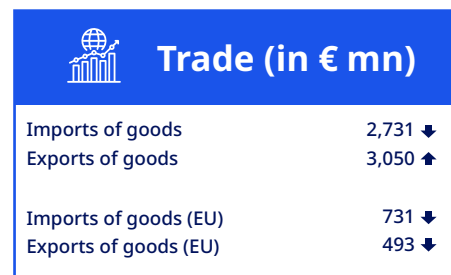 Trade (in € mn)
Imports of goods 2,731
Exports of goods 3,050
Imports of goods (EU) 731
Exports of goods (EU) 493